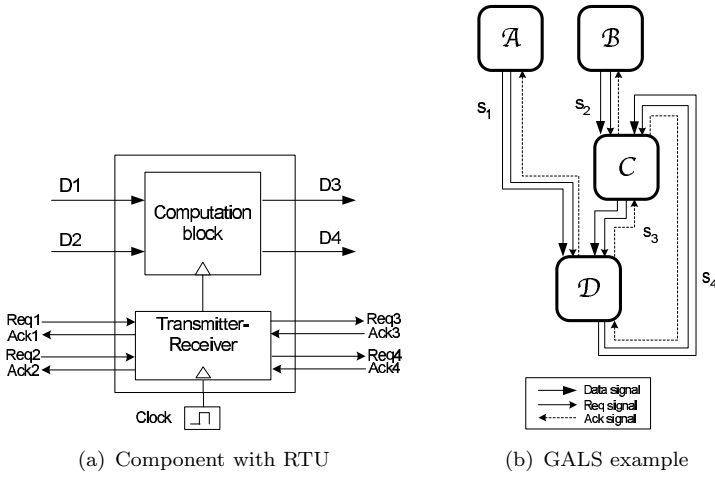 D1
D2
Computation
block
D3
D4
Req1
Ack1
Req2
Ack2
Transmitter-
Receiver
Req3
Ack3
Req4
Ack4
Clock
(a) Component with RTU
A
B
S1
S2
C
S3
D
S4
Data signal
Req signal
Ack signal
(b) GALS example